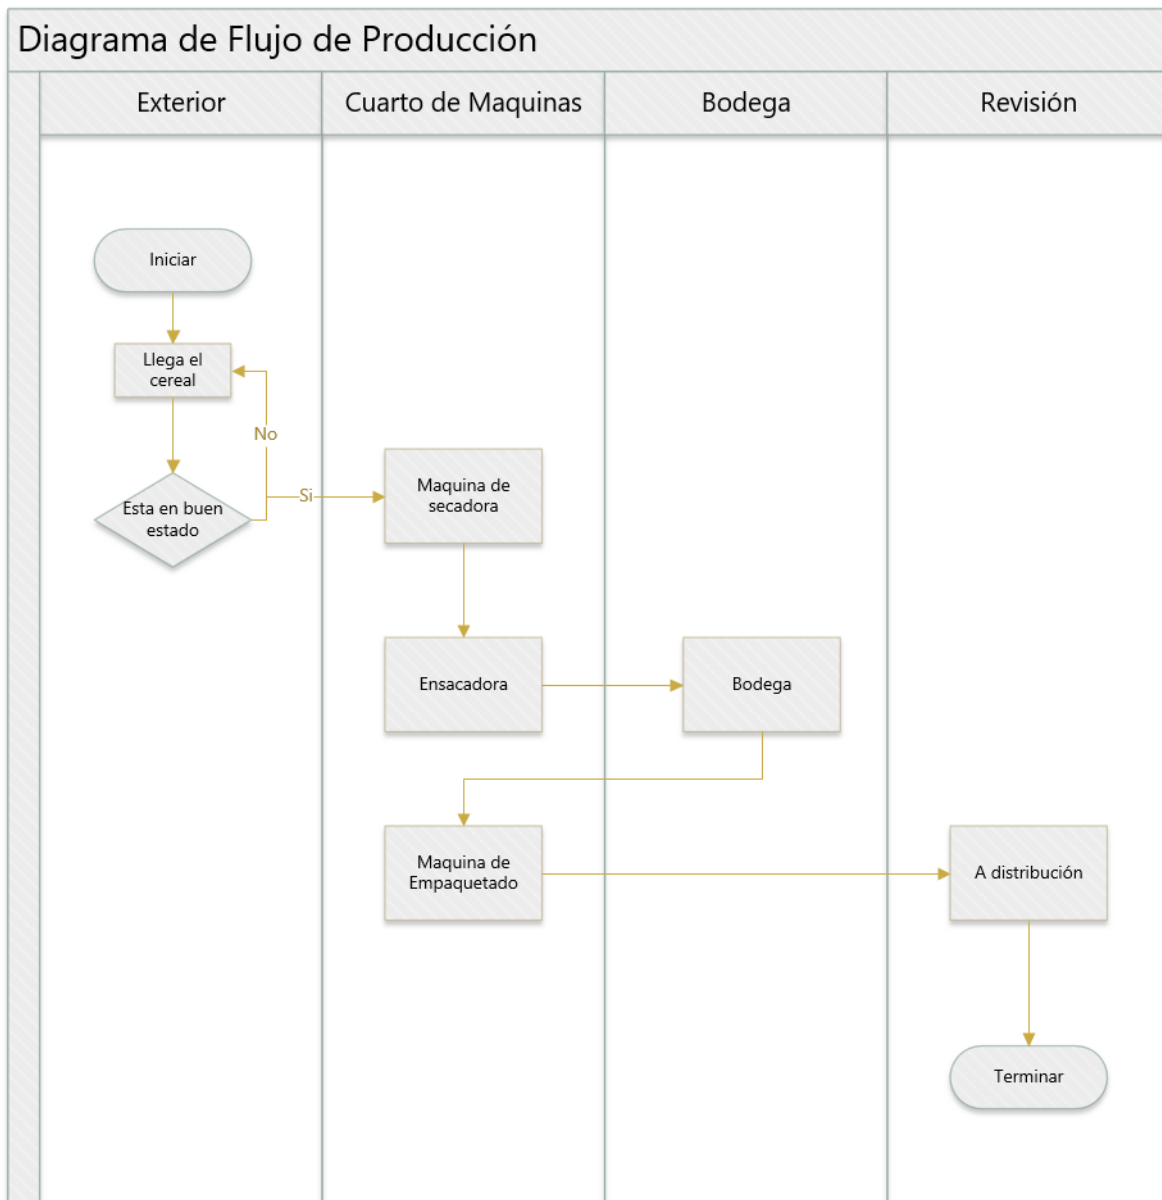 Diagrama de Flujo de Producción
Exterior
Cuarto de Maquinas
Bodega
Revisión
Iniciar
Llega el
cereal
No
Esta en buen
estado
Si
Maquina de
secadora
Ensacadora
Bodega
Maquina de
Empaquetado
A distribución
Terminar